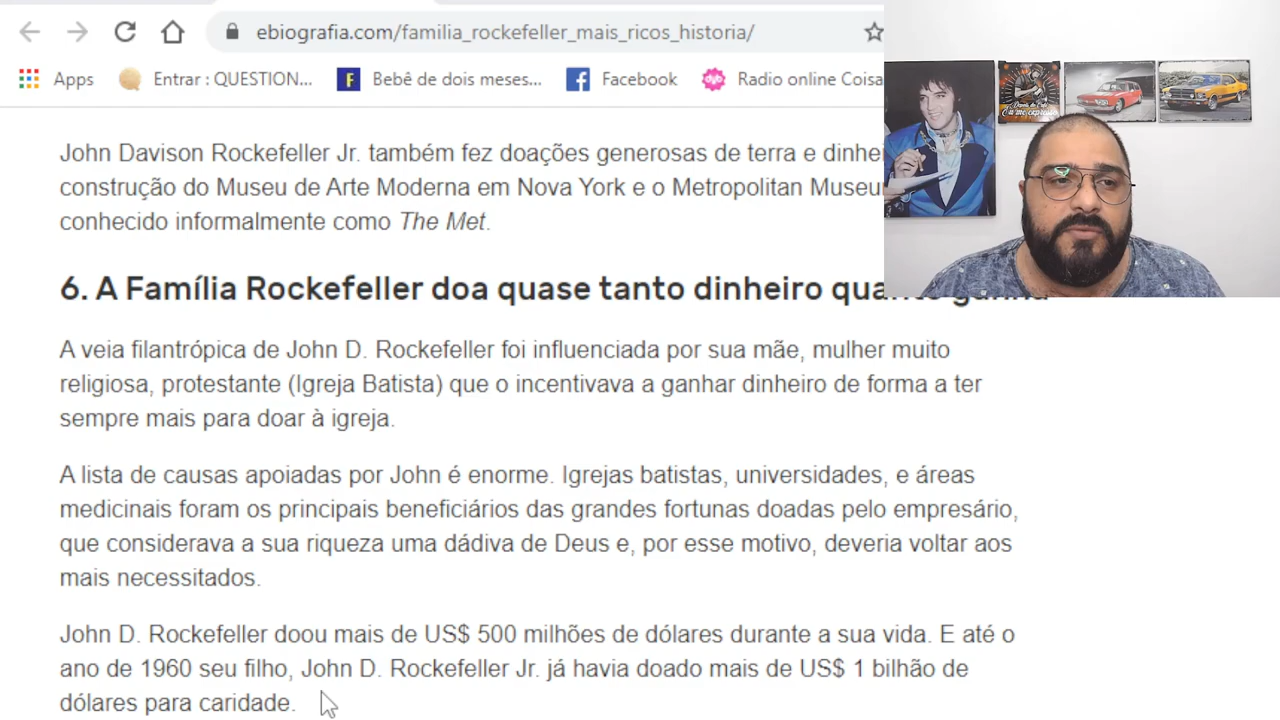 ebiografia.com/familia_rockefeller_mais_ricos_historia/
Apps Entrar : QUESTION... Bebê de dois meses... Facebook Radio online Coisa
John Davison Rockefeller Jr. também fez doações generosas de terra e
construção do Museu de Arte Moderna em Nova York e o Metropolitan
conhecido informalmente como The Met.
6. A Família Rockefeller doa quase tanto dinheiro
A veia filantrópica de John D. Rockefeller foi influenciada por sua mãe, mulher muito
religiosa, protestante (Igreja Batista) que o incentivava a ganhar dinheiro de forma a ter
sempre mais para doar à igreja.
A lista de causas apoiadas por John é enorme. Igrejas batistas, universidades, e áreas
medicinais foram os principais beneficiários das grandes fortunas doadas pelo empresário,
que considerava a sua riqueza uma dádiva de Deus e, por esse motivo, deveria voltar aos
mais necessitados.
John D. Rockefeller doou mais de US$ 500 milhões de dólares durante a sua vida. E até o
ano de 1960 seu filho, John D. Rockefeller Jr. já havia doado mais de US$ 1 bilhão de
dólares para caridade.